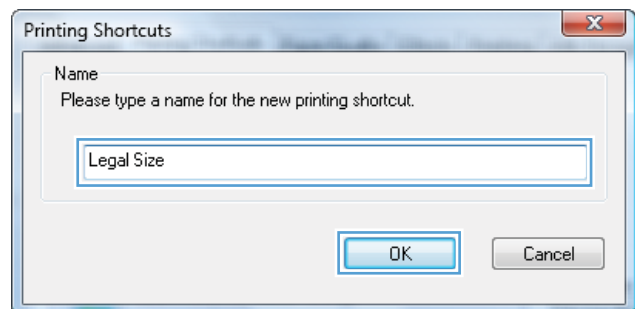 Printing Shortcuts
Name
Please type a name for the new printing shortcut.
Legal Size
OK
Cancel